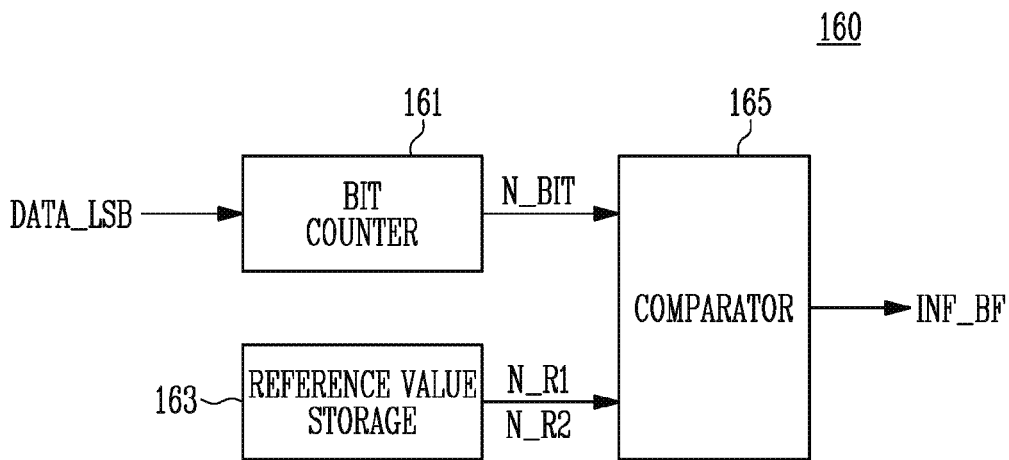 160
161
165
DATA_LSB
BIT
COUNTER
N_BIT
COMPARATOR
INF_BF
163
REFERENCE VALUE
STORAGE
N_R1
N_R2